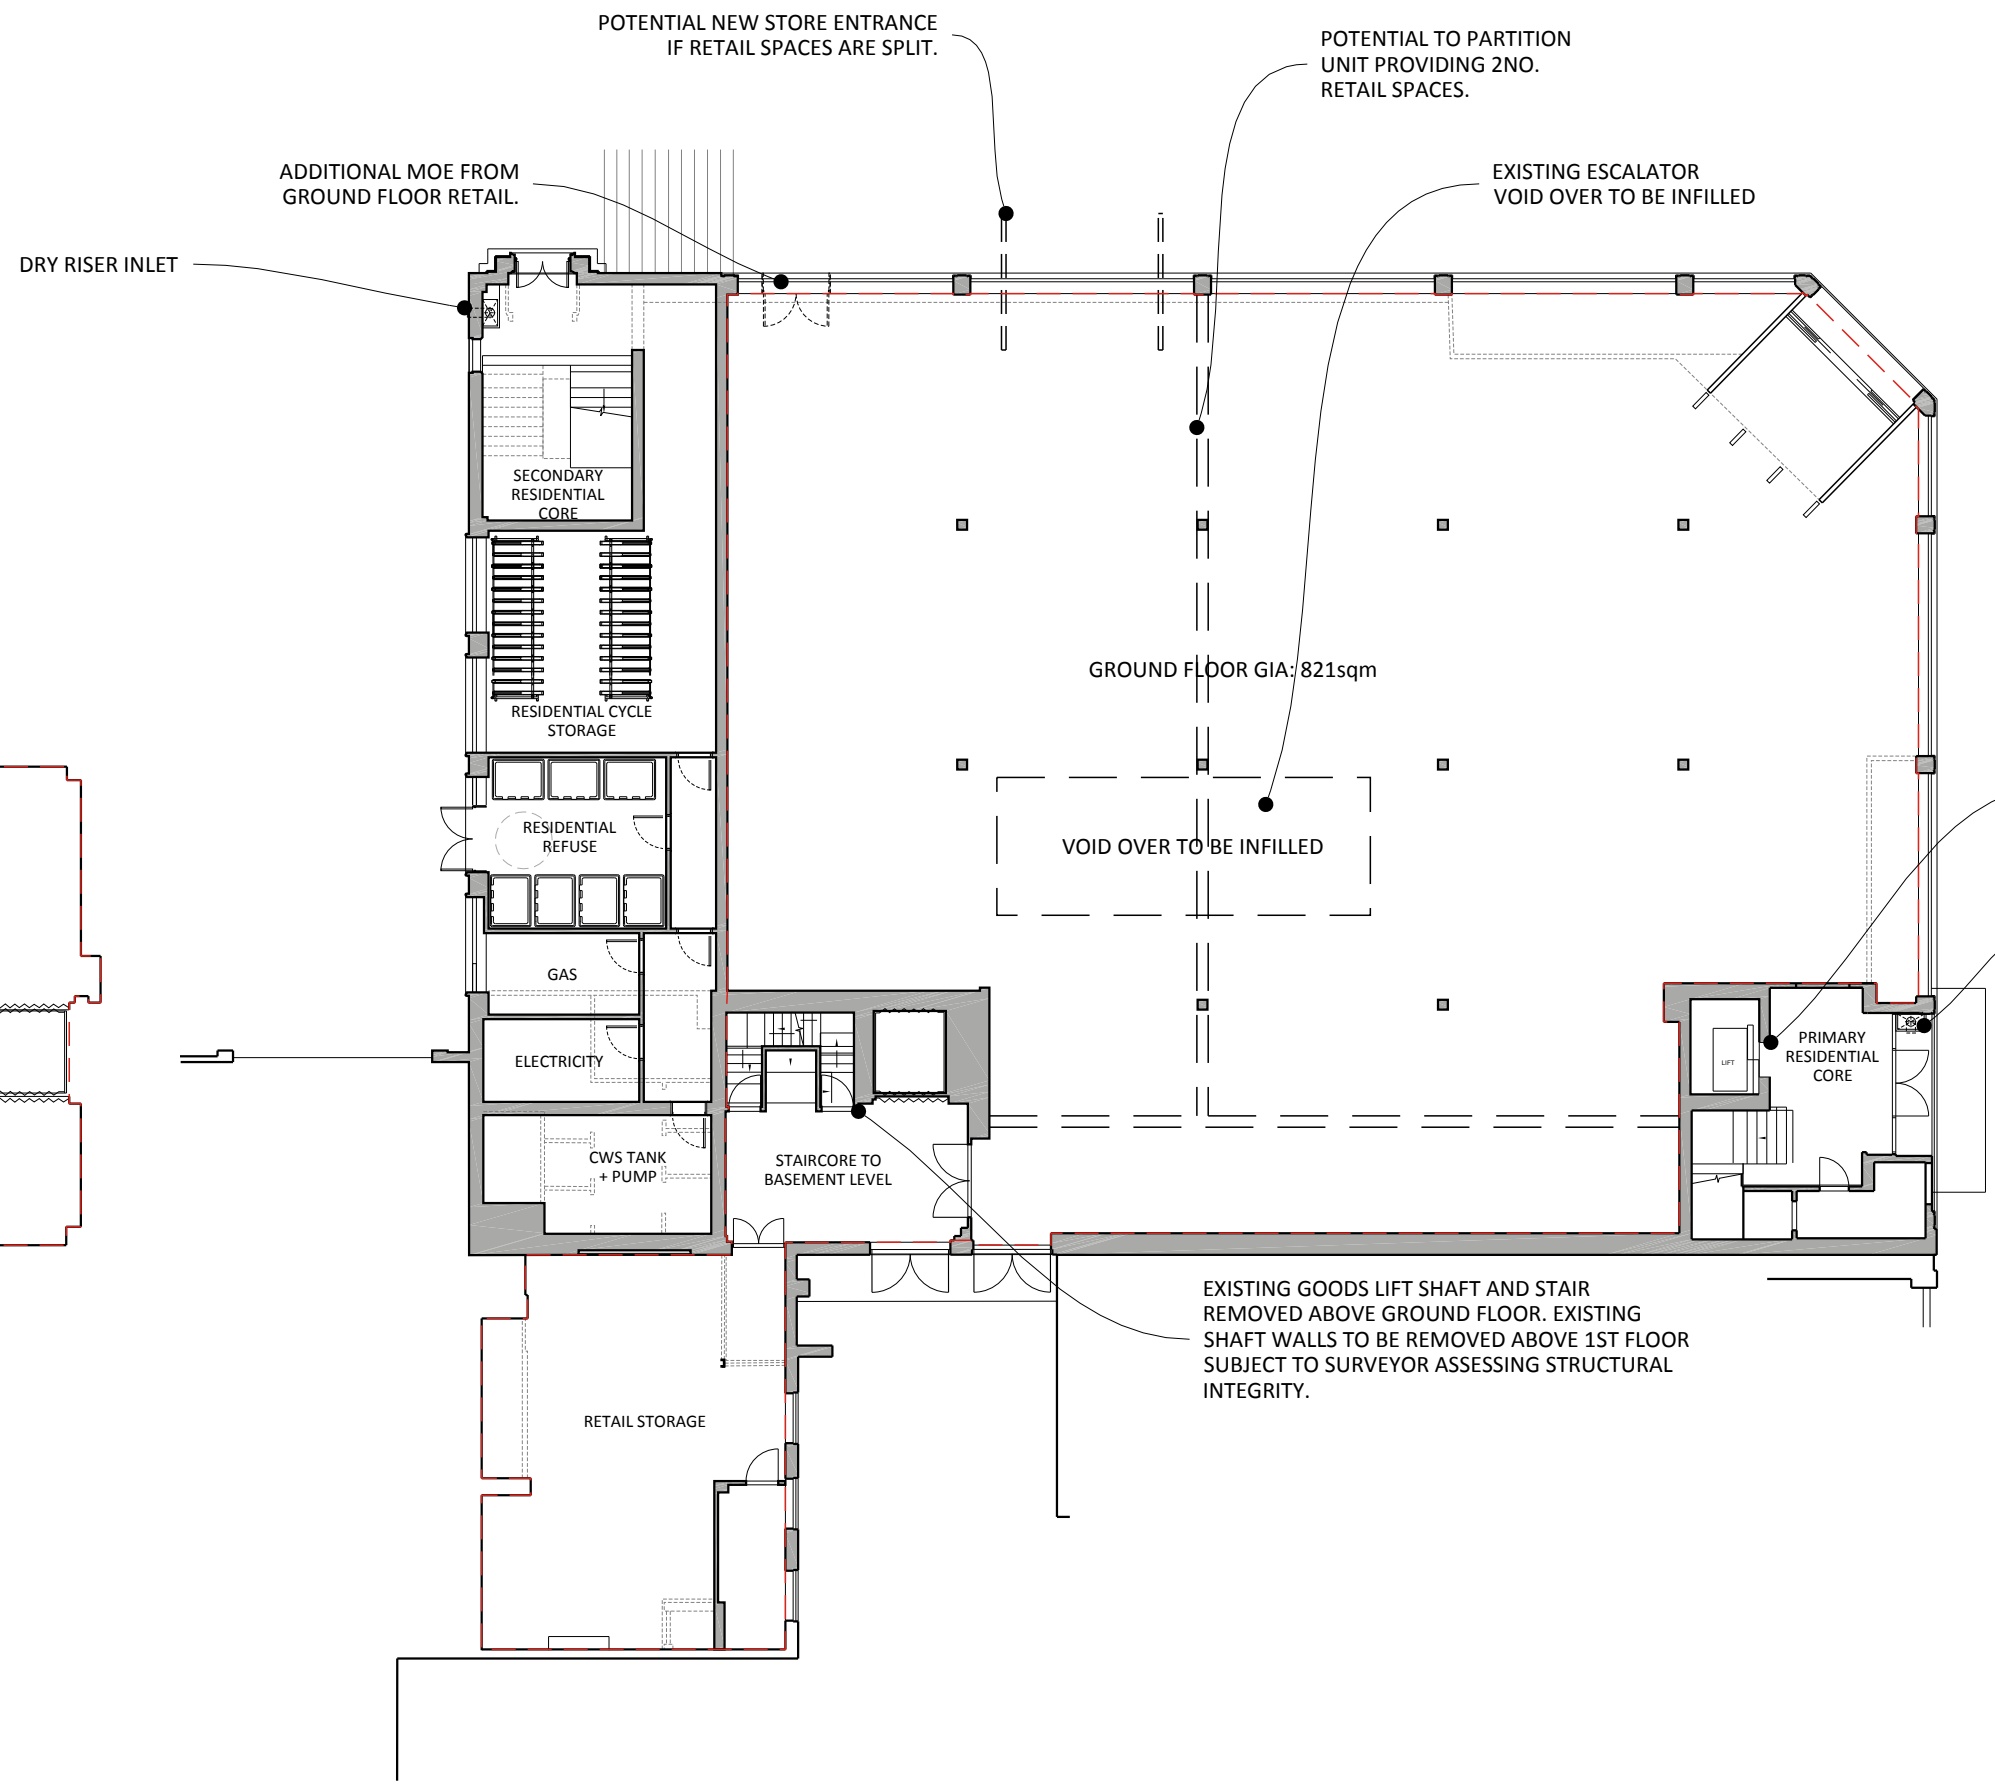 POTENTIAL NEW STORE ENTRANCE
IF RETAIL SPACES ARE SPLIT.
POTENTIAL TO PARTITION
UNIT PROVIDING 2NO.
RETAIL SPACES.
ADDITIONAL MOE FROM
GROUND FLOOR RETAIL.
EXISTING ESCALATOR
VOID OVER TO BE INFILLED
DRY RISER INLET
SECONDARY
RESIDENTIAL
CORE
GROUND FLOOR GIA: 821sqm
RESIDENTIAL CYCLE
STORAGE
RESIDENTIAL
REFUSE
VOID OVER TO BE INFILLED
GAS
ELECTRICITY
LIFT
PRIMARY
RESIDENTIAL
CORE
CWS TANK
+ PUMP
STAIRCORE TO
BASEMENT LEVEL
EXISTING GOODS LIFT SHAFT AND STAIR
REMOVED ABOVE GROUND FLOOR. EXISTING
SHAFT WALLS TO BE REMOVED ABOVE 1ST FLOOR
SUBJECT TO SURVEYOR ASSESSING STRUCTURAL
INTEGRITY.
RETAIL STORAGE